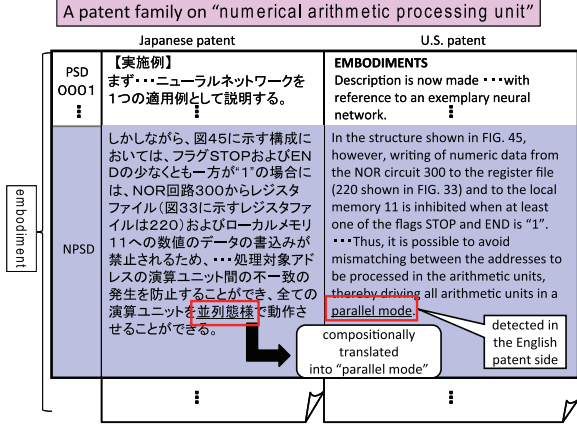 A patent family on “numerical arithmetic processing unit”
Japanese patent
U.S. patent
PSD
0001
⋮
【実施例】
まず･･･ニューラルネットワークを
１つの適用例として説明する。
⋮
EMBODIMENTS
Description is now made ･･･with
reference to an exemplary neural
network.
⋮
embodiment
NPSD
しかしながら、図45に示す構成に
おいては、フラグSTOPおよびEN
Dの少なくとも一方が“1”の場合に
は、NOR回路300からレジスタ
ファイル(図33に示すレジスタファ
イルは220)およびローカルメモリ
11への数値のデータの書込みが
禁止されるため、･･･処理対象アド
レスの演算ユニット間の不一致の
発生を防止することができ、全ての
演算ユニットを並列態様で動作さ
せることができる。
In the structure shown in FIG. 45,
however, writing of numeric data from
the NOR circuit 300 to the register file
(220 shown in FIG. 33) and to the local
memory 11 is inhibited when at least
one of the flags STOP and END is “1”.
･･･Thus, it is possible to avoid
mismatching between the addresses to
be processed in the arithmetic units,
thereby driving all arithmetic units in a
parallel mode.
compositionally
translated
into “parallel mode”
detected in
the English
patent side
⋮
⋮